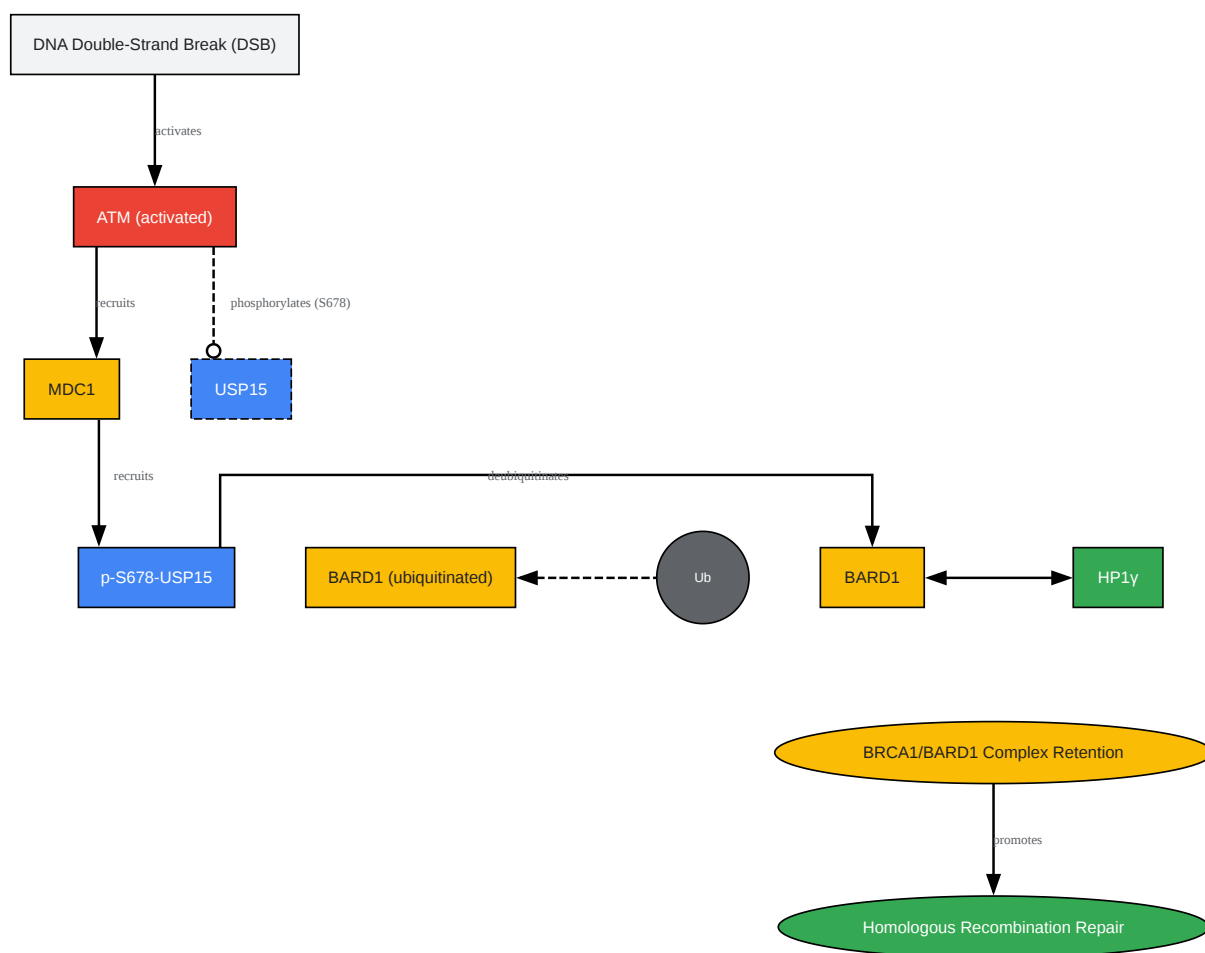 DNA Double-Strand Break (DSB)
activates
ATM (activated)
recruits
phosphorylates (S678)
MDC1
USP15
recruits
deubiquitinates
p-S678-USP15
BARD1 (ubiquitinated)
Ub
BARD1
HP1γ
BRCA1/BARD1 Complex Retention
promotes
Homologous Recombination Repair